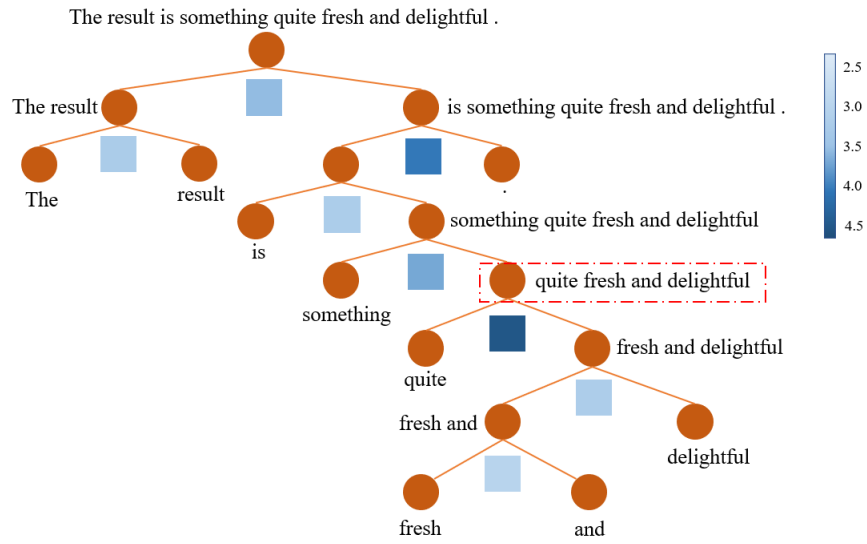 The result is something quite fresh and delightful .
2.5
The result
is something quite fresh and delightful .
3.0
3.5
The
result
.
4.0
something quite fresh and delightful
4.5
is
quite fresh and delightful
something
fresh and delightful
quite
fresh and
delightful
fresh
and